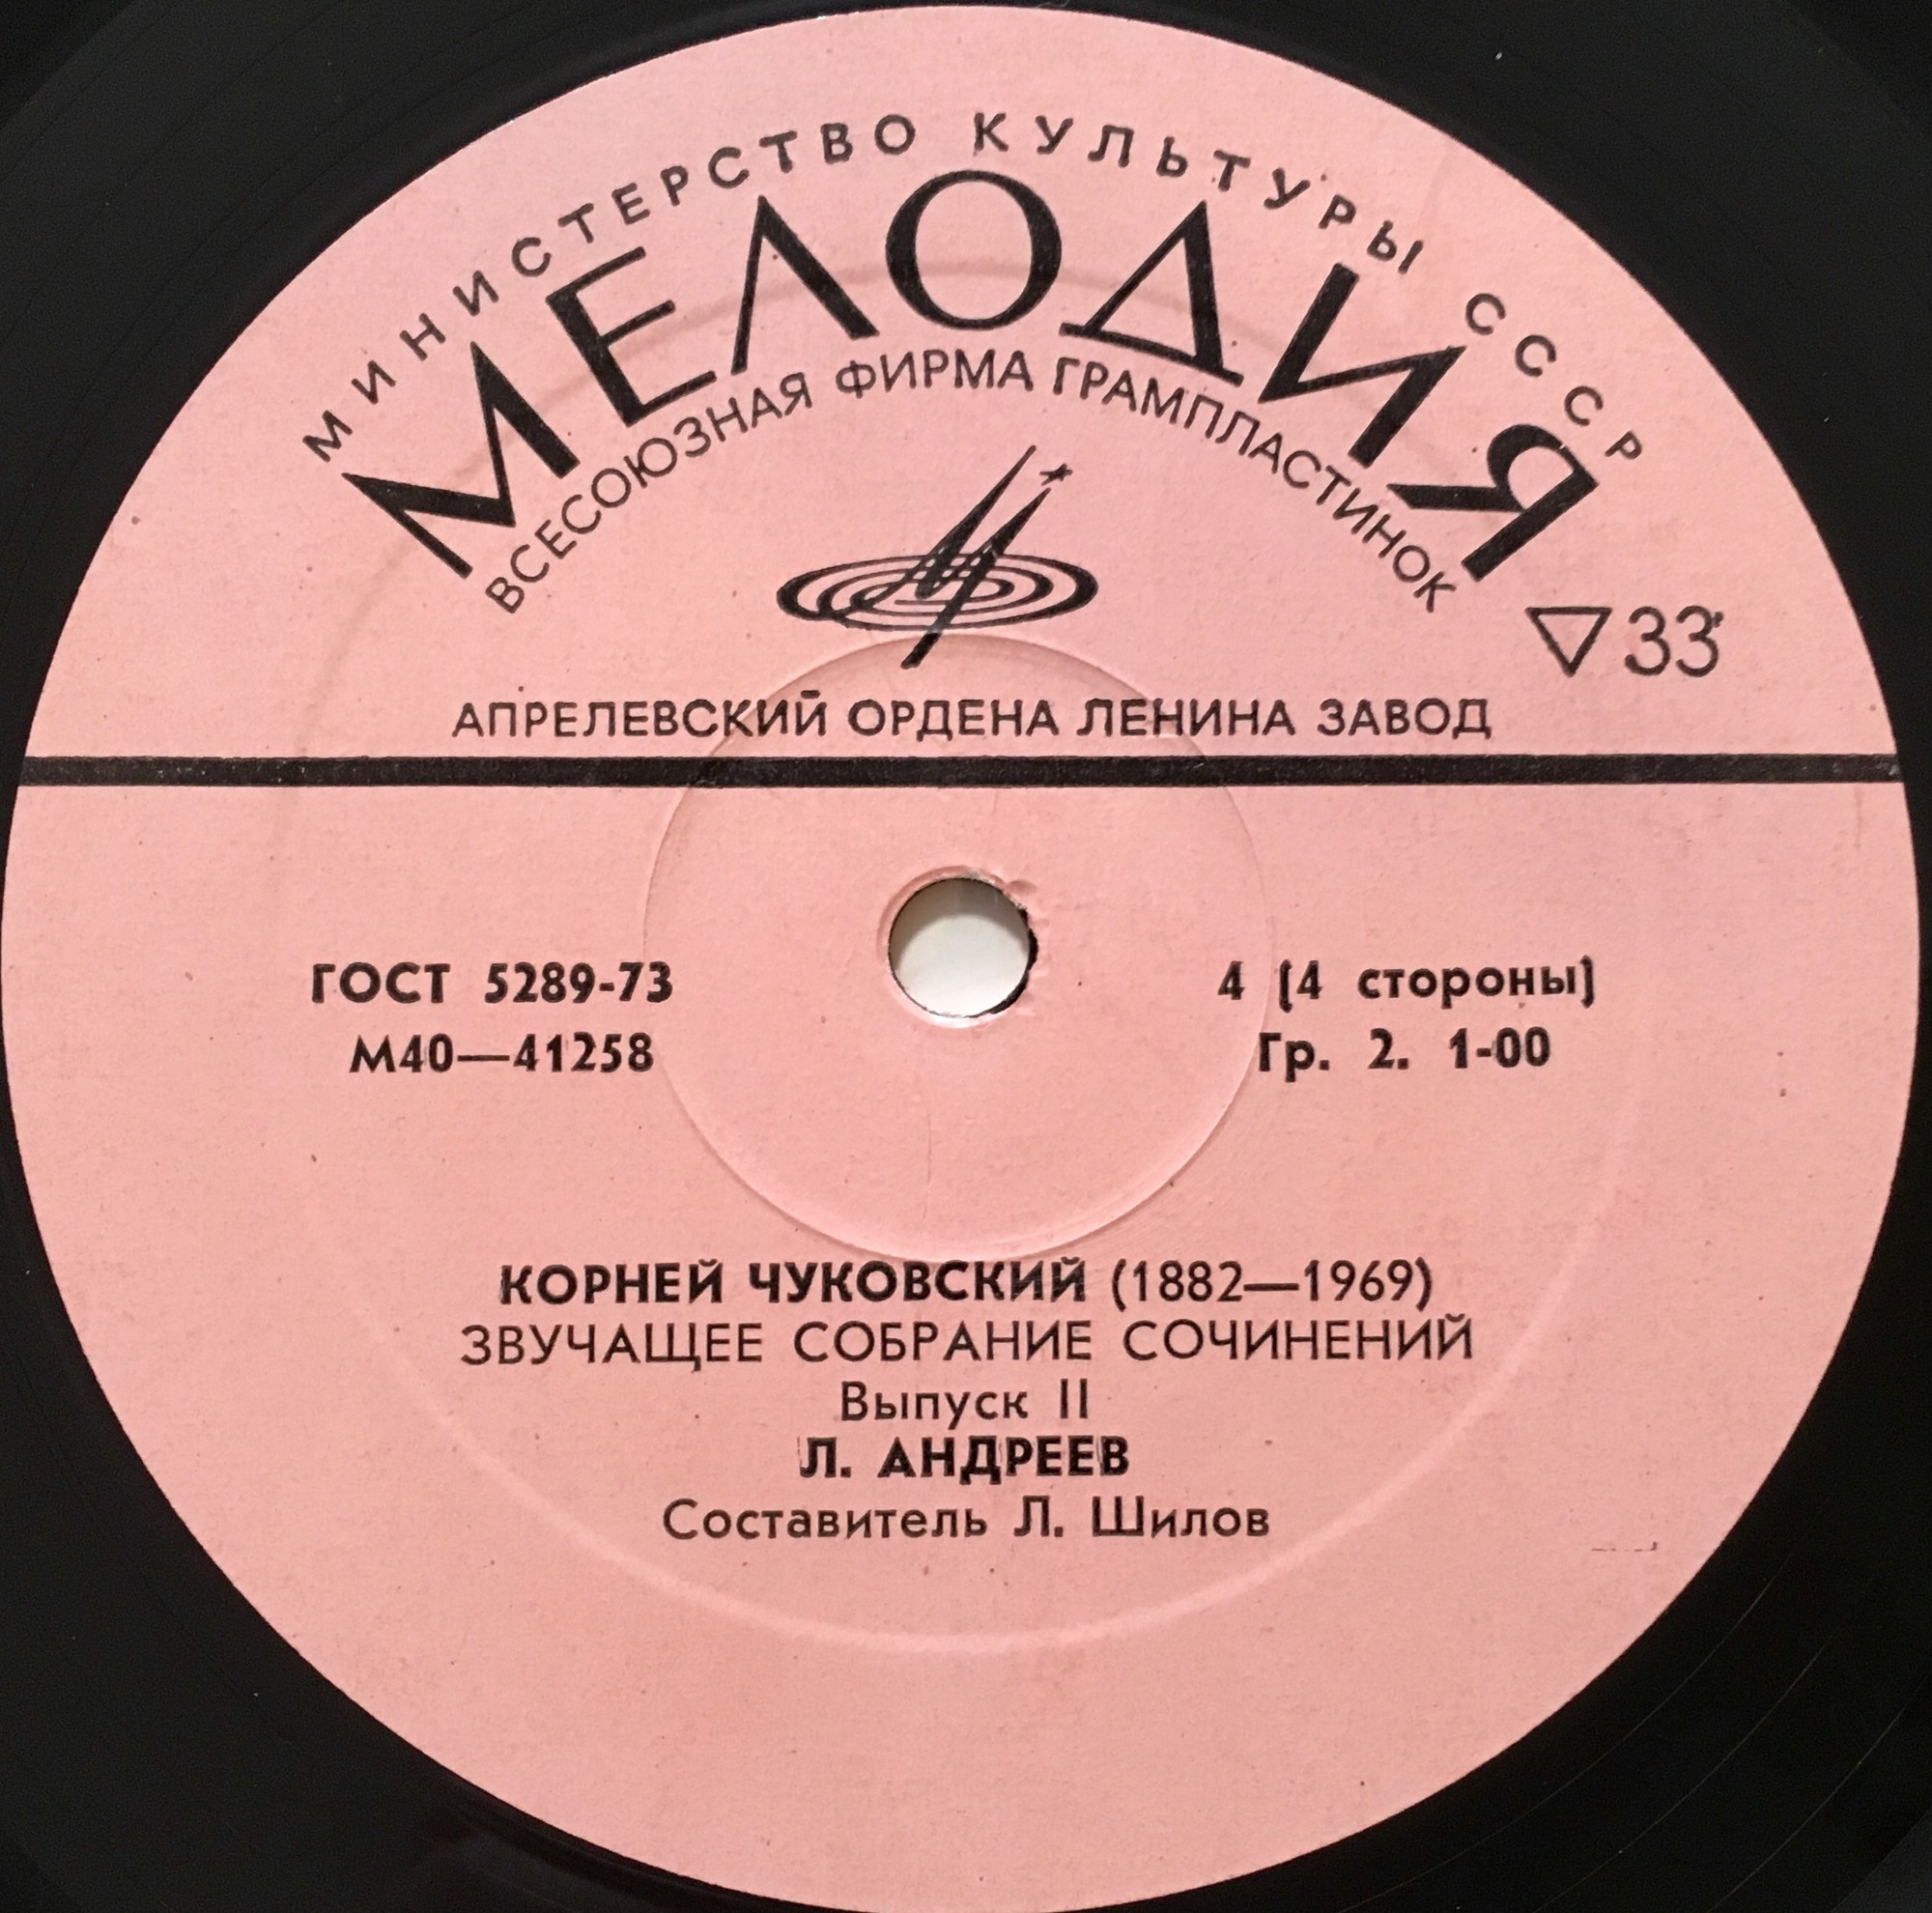 МИНИСТЕРСТВО КУЛЬТУРЫ СССР
МЕЛОДИЯ
ВСЕСОЮЗНАЯ ФИРМА ГРАМПЛАСТИНОК
▽33
АПРЕЛЕВСКИЙ ОРДЕНА ЛЕНИНА ЗАВОД
ГОСТ 5289-73
М40—41258
4 (4 стороны)
Гр. 2. 1-00
КОРНЕЙ ЧУКОВСКИЙ (1882—1969)
ЗВУЧАЩЕЕ СОБРАНИЕ СОЧИНЕНИЙ
Выпуск II
Л. АНДРЕЕВ
Составитель Л. Шилов